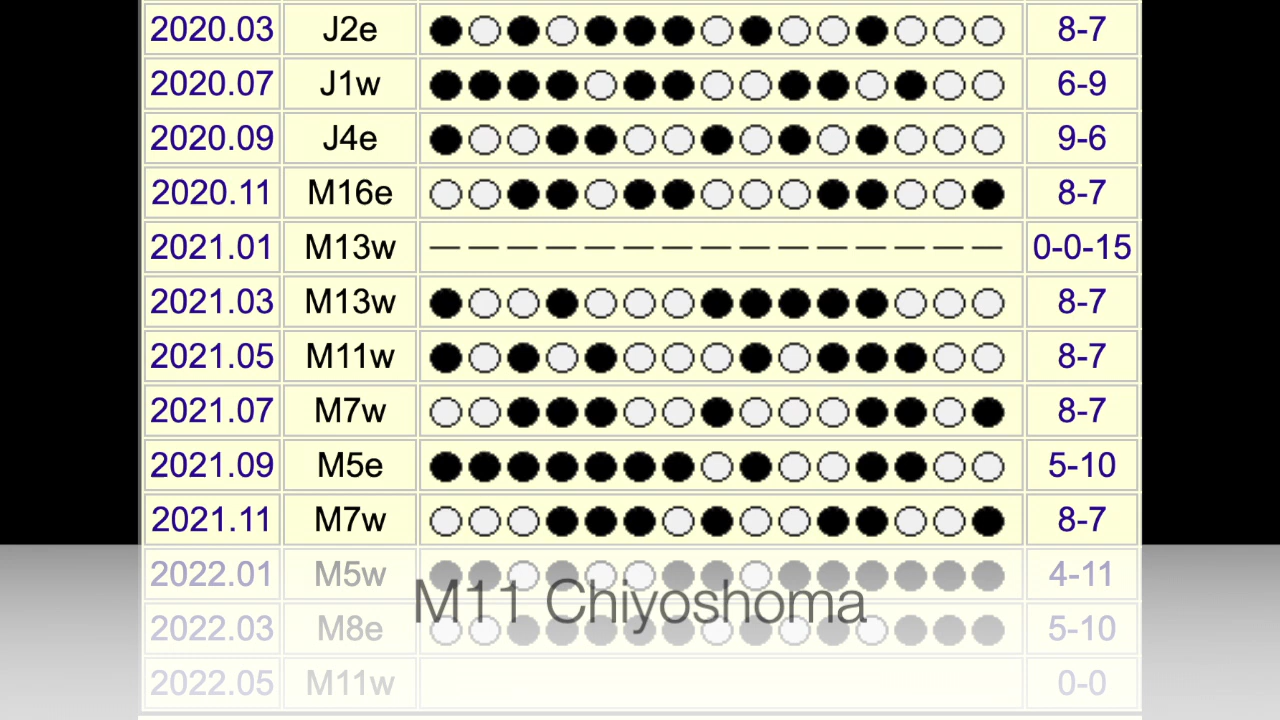 2020.03 J2e 8-7
2020.07 J1w 6-9
2020.09 J4e 9-6
2020.11 M16e 8-7
2021.01 M13w 0-0-15
2021.03 M13w 8-7
2021.05 M11w 8-7
2021.07 M7w 8-7
2021.09 M5e 5-10
2021.11 M7w 8-7
2022.01 M5w 4-11
M11 Chiyoshoma
2022.03 M8e 5-10
2022.05 M11w 0-0